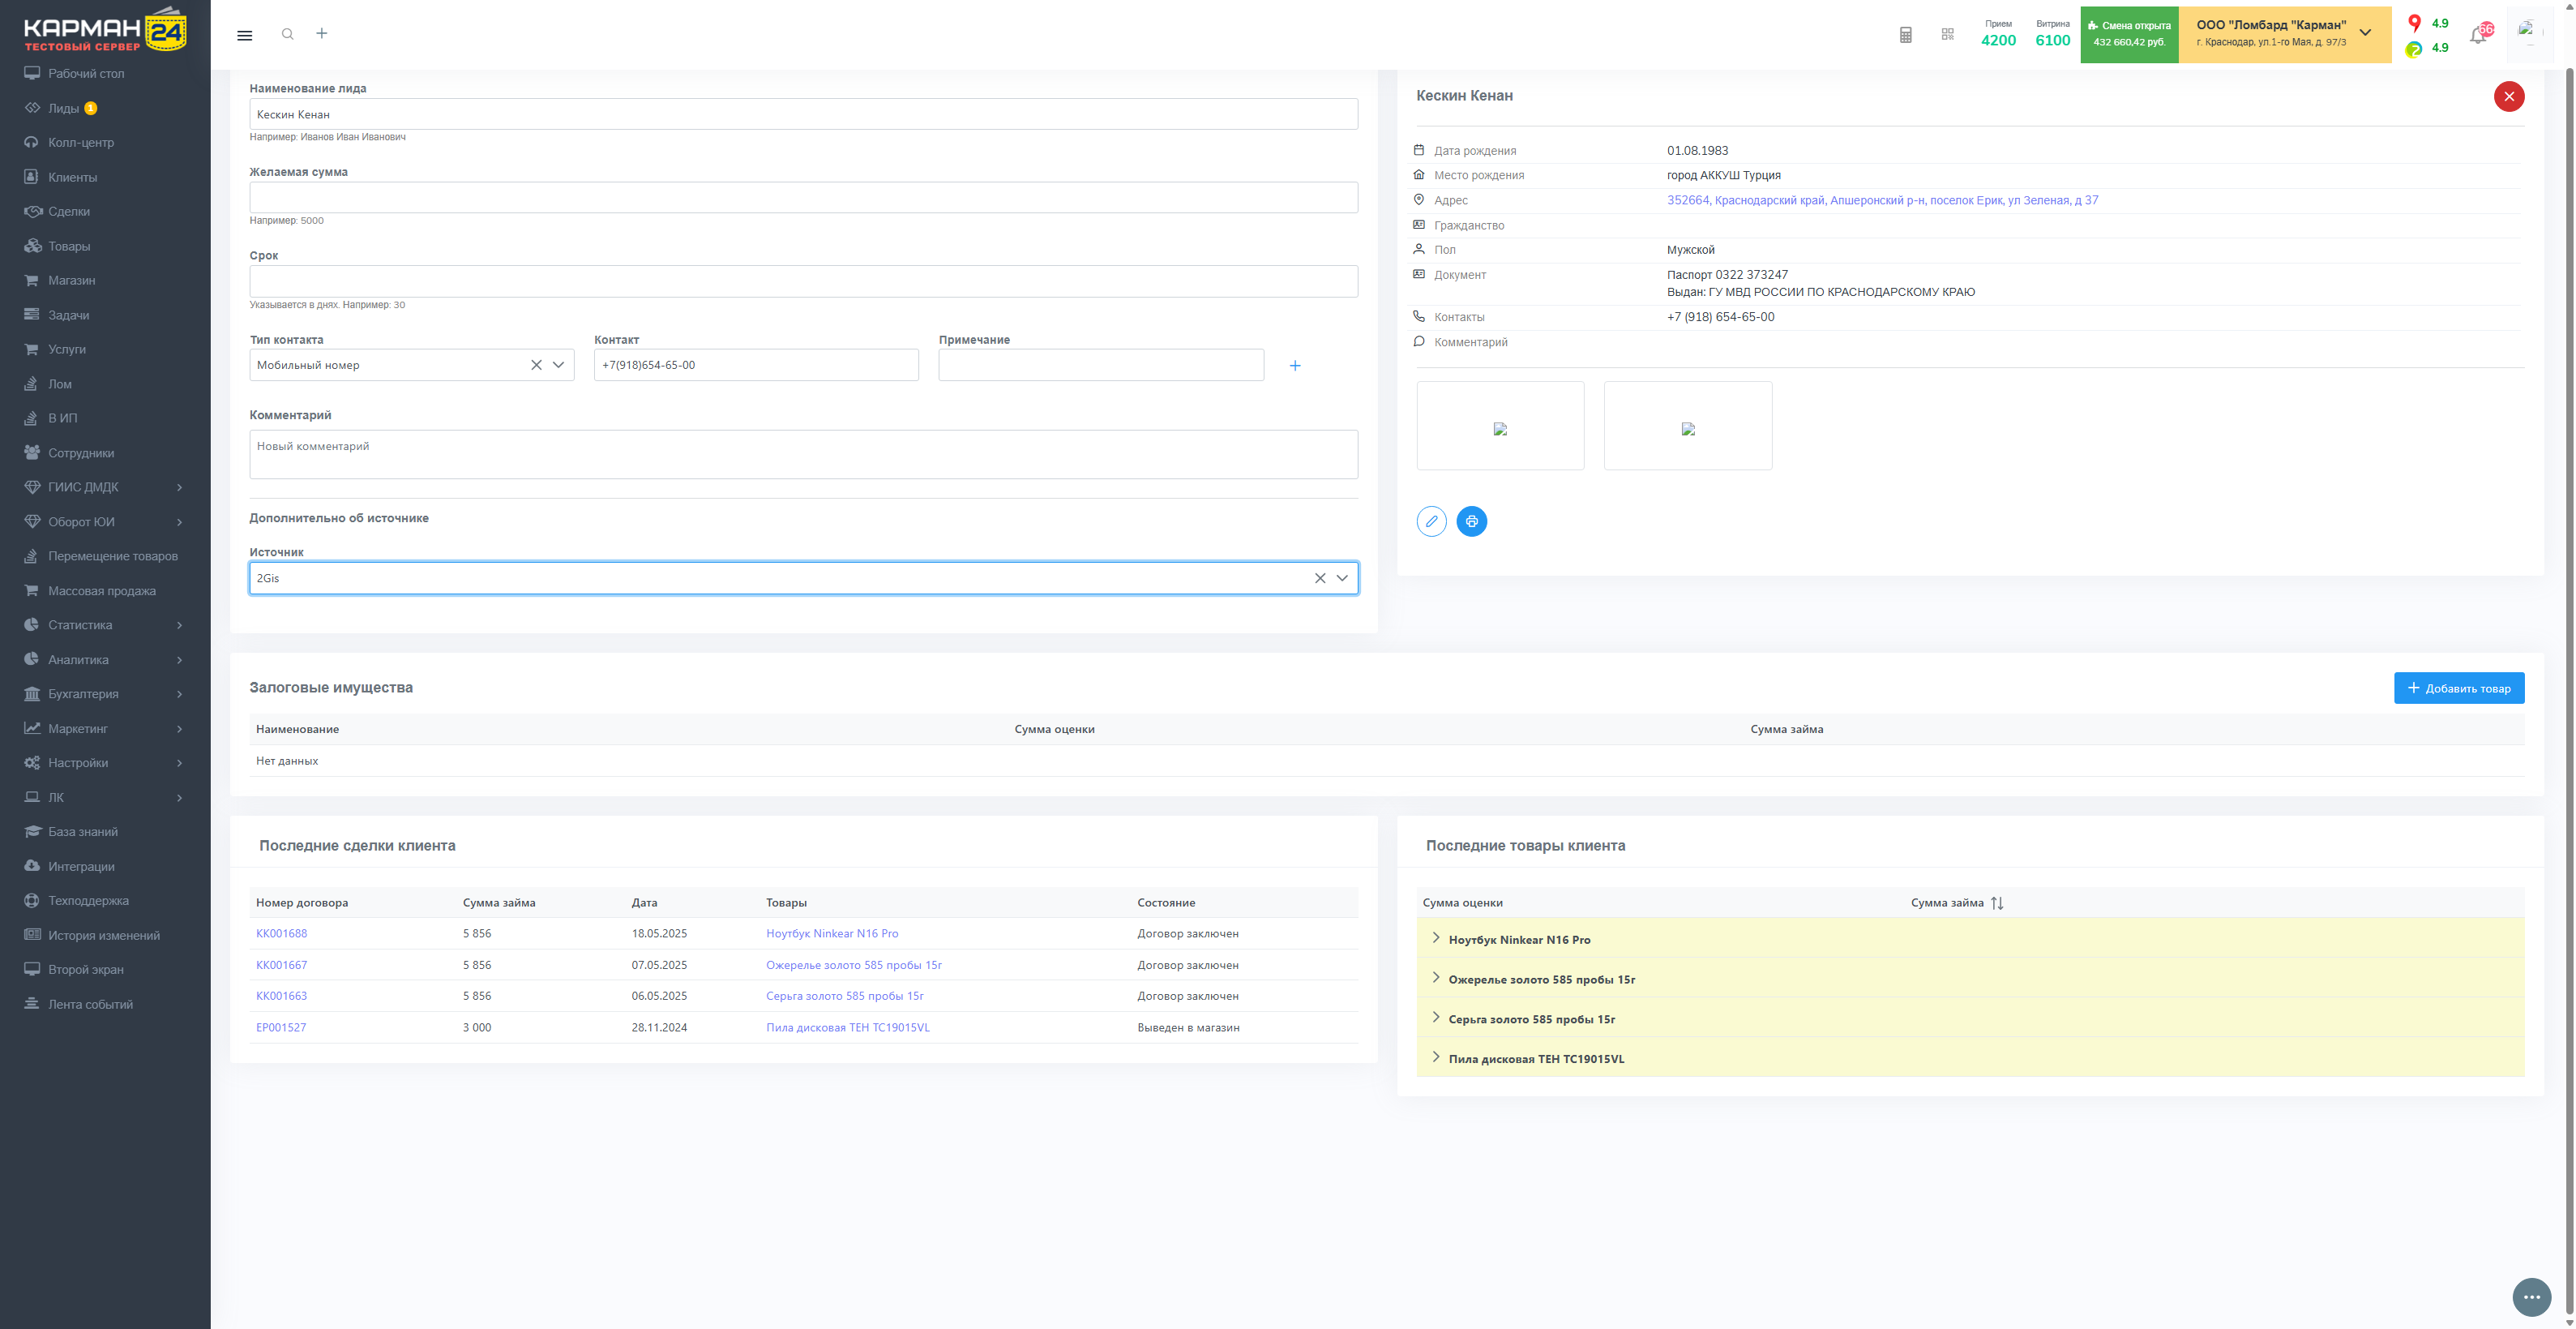 КАРМАН 24
ТЕСТОВЫЙ СЕРВЕР
Рабочий стол
Лиды 1
Колл-центр
Клиенты
Сделки
Товары
Магазин
Задачи
Услуги
Лом
В ИП
Сотрудники
ГИИС ДМДК
Оборот ЮИ
Перемещение товаров
Массовая продажа
Статистика
Аналитика
Бухгалтерия
Маркетинг
Настройки
ЛК
База знаний
Интеграции
Техподдержка
История изменений
Второй экран
Лента событий
Прием
4200
Витрина
6100
Смена открыта
432 660,42 руб.
ООО "Ломбард "Карман"
г. Краснодар, ул.1-го Мая, д. 97/3
4.9
4.9
Наименование лида
Кескин Кенан
Например: Иванов Иван Иванович
Желаемая сумма
Например: 5000
Срок
Указывается в днях. Например: 30
Тип контакта Контакт Примечание
Мобильный номер +7(918)654-65-00
Комментарий
Новый комментарий
Дополнительно об источнике
Источник
2Gis
Кескин Кенан
Дата рождения 01.08.1983
Место рождения город АККУШ Турция
Адрес 352664, Краснодарский край, Апшеронский р-н, поселок Ерик, ул Зеленая, д 37
Гражданство
Пол Мужской
Документ Паспорт 0322 373247
Выдан: ГУ МВД РОССИИ ПО КРАСНОДАРСКОМУ КРАЮ
Контакты +7 (918) 654-65-00
Комментарий
Залоговые имущества
Добавить товар
Наименование Сумма оценки Сумма займа
Нет данных
Последние сделки клиента
Номер договора Сумма займа Дата Товары Состояние
КК001688 5 856 18.05.2025 Ноутбук Ninkear N16 Pro Договор заключен
КК001667 5 856 07.05.2025 Ожерелье золото 585 пробы 15г Договор заключен
КК001663 5 856 06.05.2025 Серьга золото 585 пробы 15г Договор заключен
ЕР001527 3 000 28.11.2024 Пила дисковая ТЕН TC19015VL Выведен в магазин
Последние товары клиента
Сумма оценки Сумма займа
Ноутбук Ninkear N16 Pro
Ожерелье золото 585 пробы 15г
Серьга золото 585 пробы 15г
Пила дисковая ТЕН TC19015VL